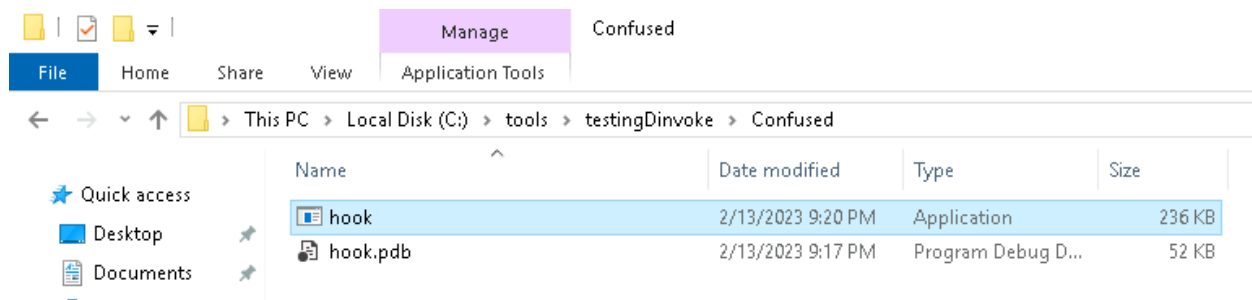 Manage Confused
File Home Share View Application Tools
This PC > Local Disk (C:) > tools > testingDinvoke > Confused
Name Date modified Type Size
Quick access
hook 2/13/2023 9:20 PM Application 236 KB
Desktop
hook.pdb 2/13/2023 9:17 PM Program Debug D... 52 KB
Documents